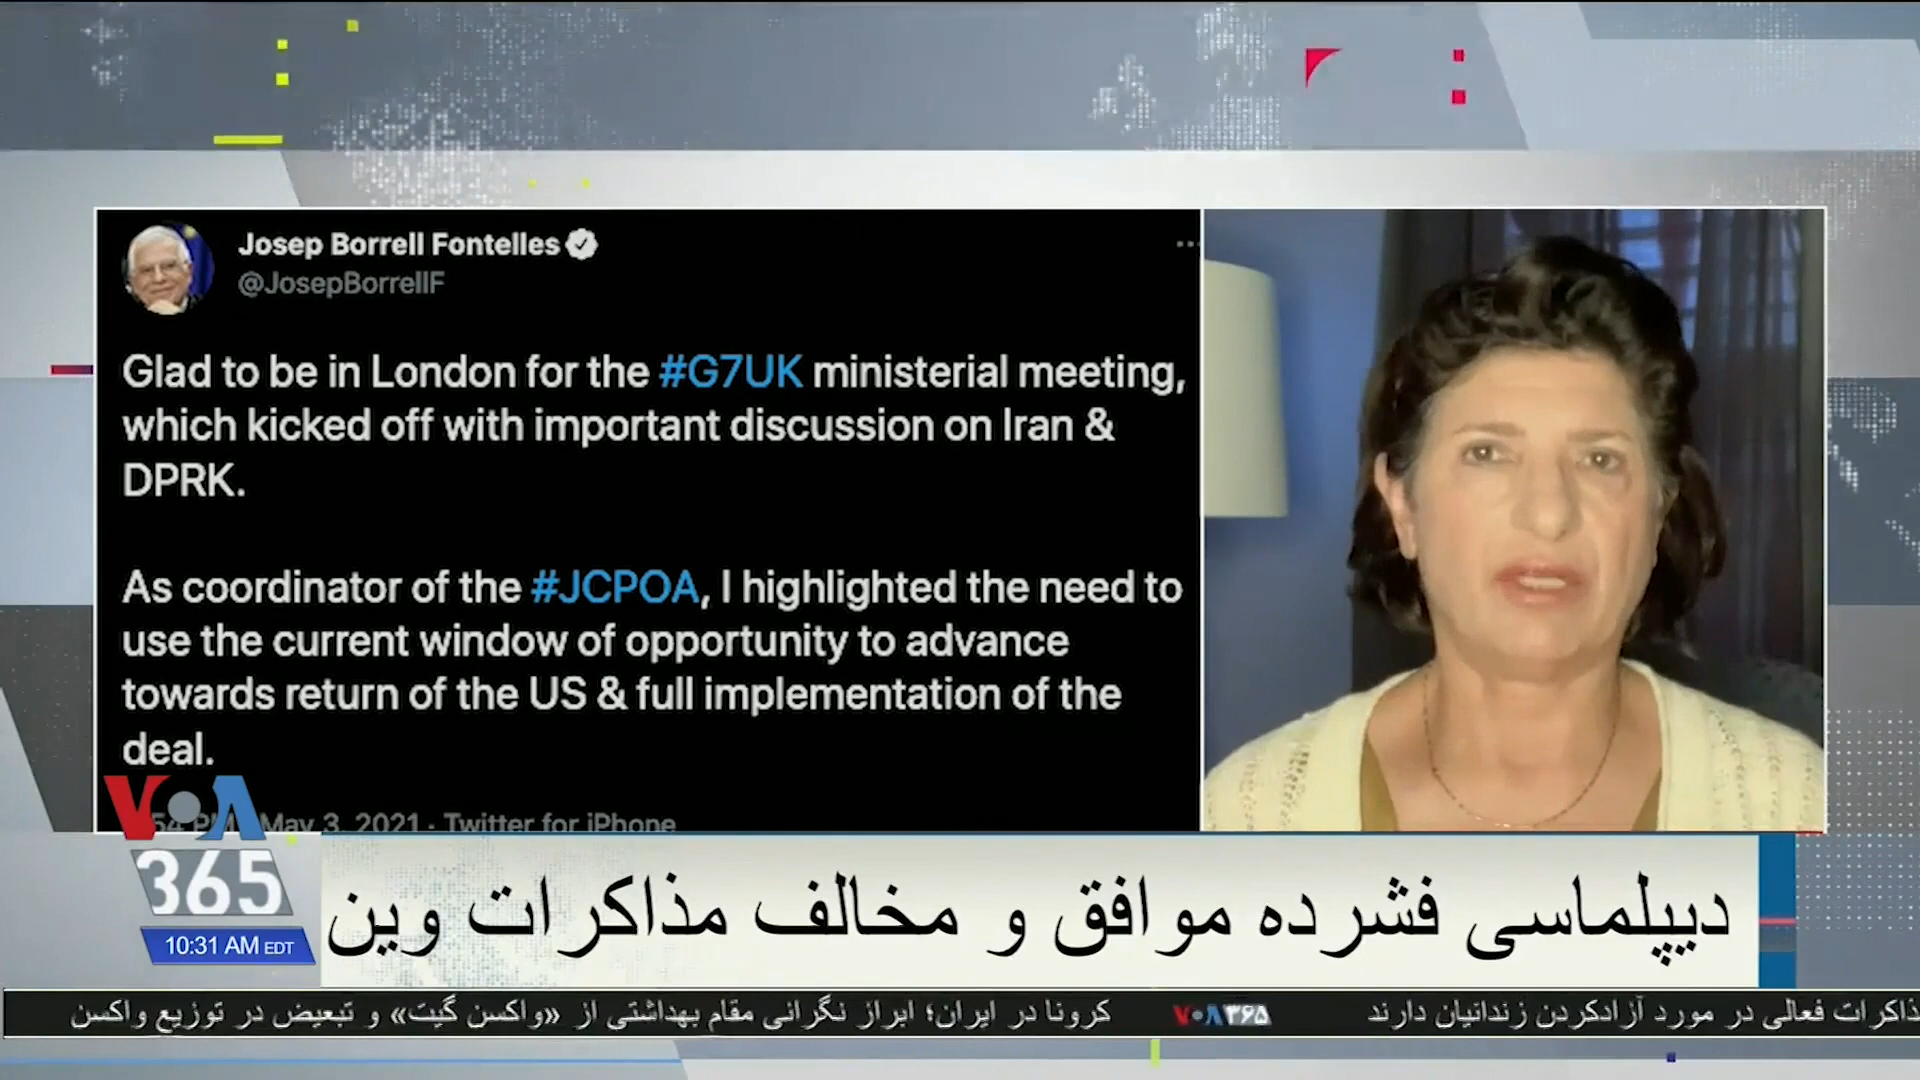 Josep Borrell Fontelles
@JosepBorrellF
Glad to be in London for the #G7UK ministerial meeting,
which kicked off with important discussion on Iran &
DPRK.
As coordinator of the #JCPOA, I highlighted the need to
use the current window of opportunity to advance
towards return of the US & full implementation of the
deal.
54 PM May 3, 2021 · Twitter for iPhone
VOA
365
10:31 AM EDT
دیپلماسی فشرده موافق و مخالف مذاکرات وین
ذاکرات فعالی در مورد آزادکردن زندانیان دارند
VOA۳۶۵
کرونا در ایران؛ ابراز نگرانی مقام بهداشتی از «واکسن گیت» و تبعیض در توزیع واکسن